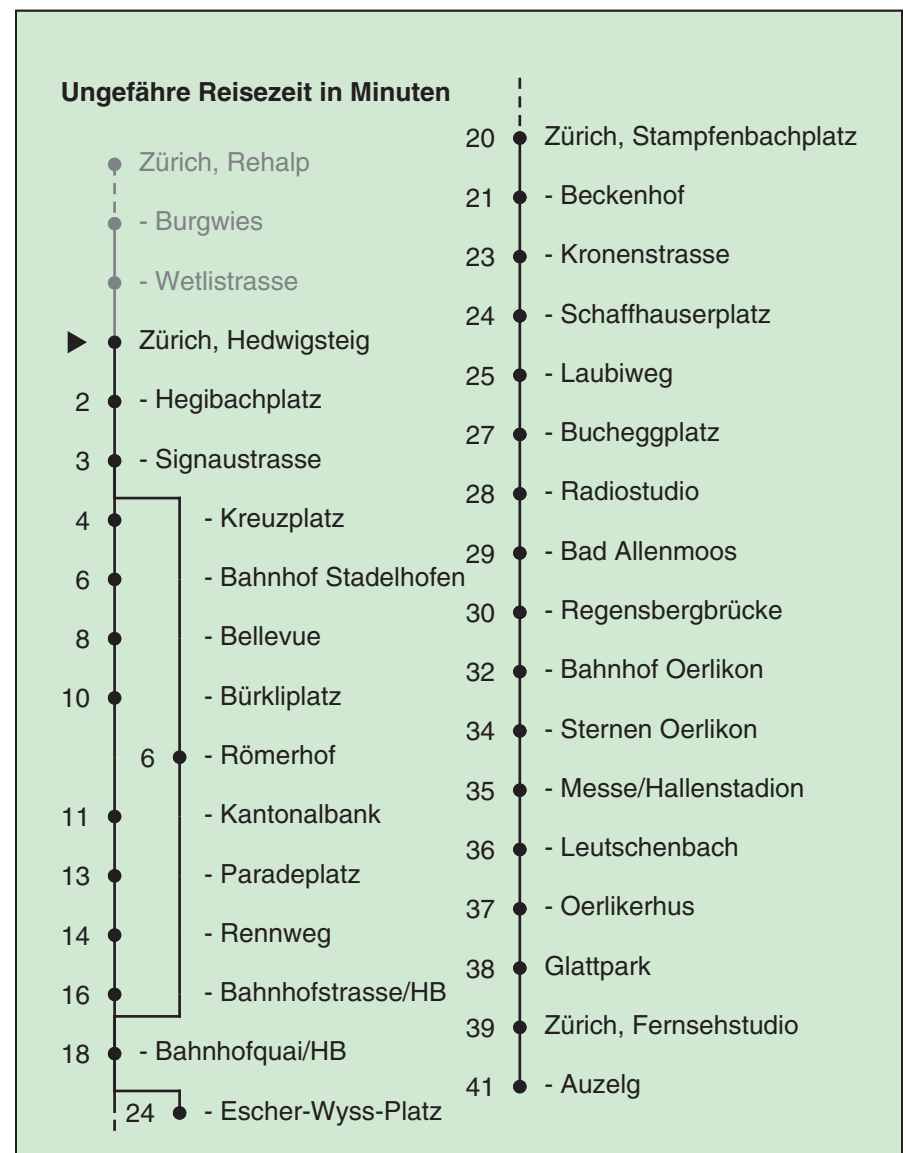 Ungefähre Reisezeit in Minuten
Zürich, Rehalp
- Burgwies
- Wetlistrasse
Zürich, Hedwigsteig
2 - Hegibachplatz
3 - Signaustrasse
4 - Kreuzplatz
6 - Bahnhof Stadelhofen
8 - Bellevue
10 - Bürkliplatz
6 - Römerhof
11 - Kantonalbank
13 - Paradeplatz
14 - Rennweg
16 - Bahnhofstrasse/HB
18 - Bahnhofquai/HB
24 - Escher-Wyss-Platz
20 Zürich, Stampfenbachplatz
21 - Beckenhof
23 - Kronenstrasse
24 - Schaffhauserplatz
25 - Laubiweg
27 - Bucheggplatz
28 - Radiostudio
29 - Bad Allenmoos
30 - Regensbergbrücke
32 - Bahnhof Oerlikon
34 - Sternen Oerlikon
35 - Messe/Hallenstadion
36 - Leutschenbach
37 - Oerlikerhus
38 Glattpark
39 Zürich, Fernsehstudio
41 - Auzelg